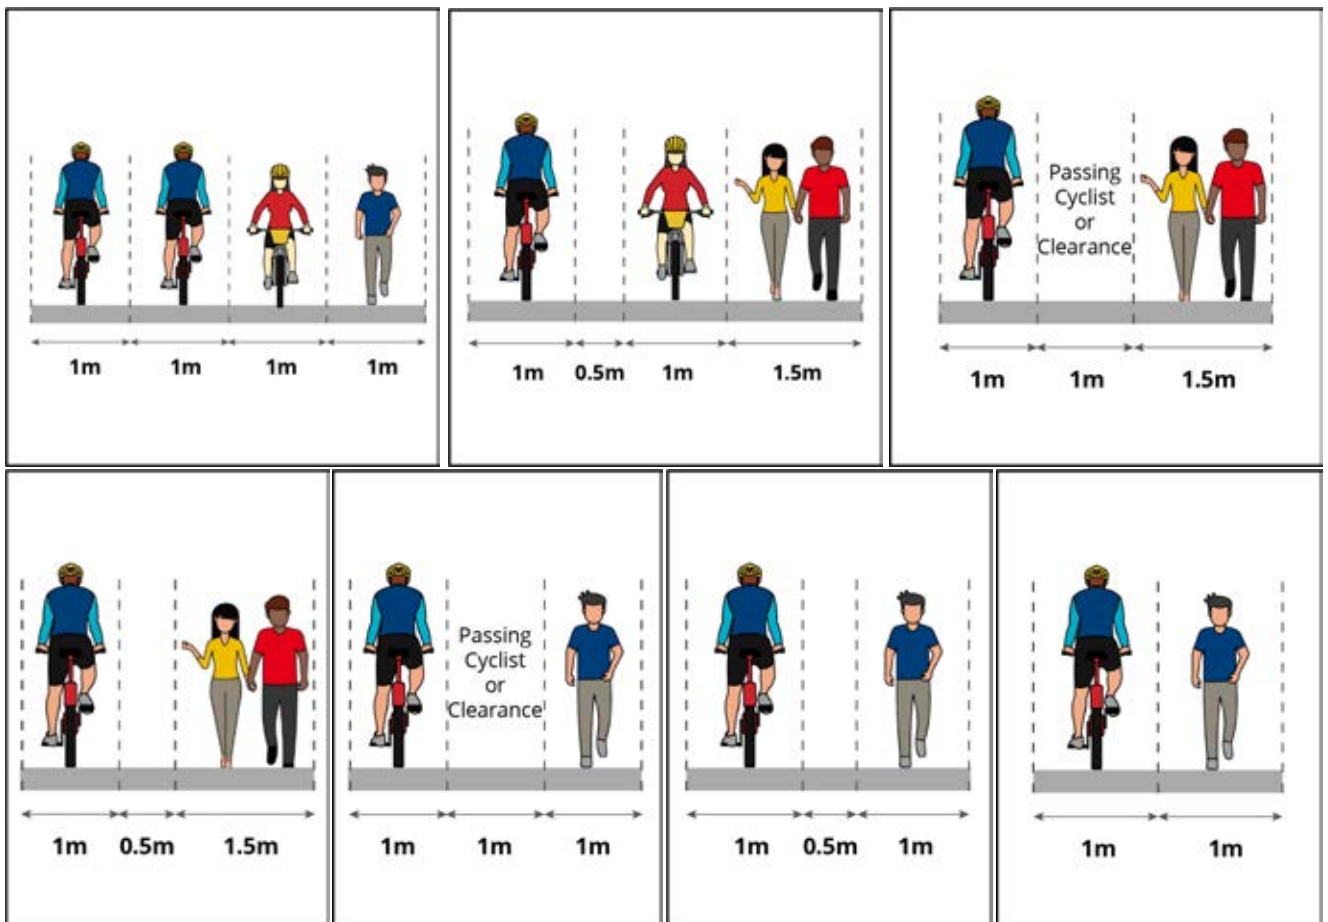 1m 1m 1m 1m
1m 0.5m 1m 1.5m
Passing
Cyclist
or
Clearance
1m 1m 1.5m
1m 0.5m 1.5m
Passing
Cyclist
or
Clearance
1m 1m 1m
1m 0.5m 1m
1m 1m